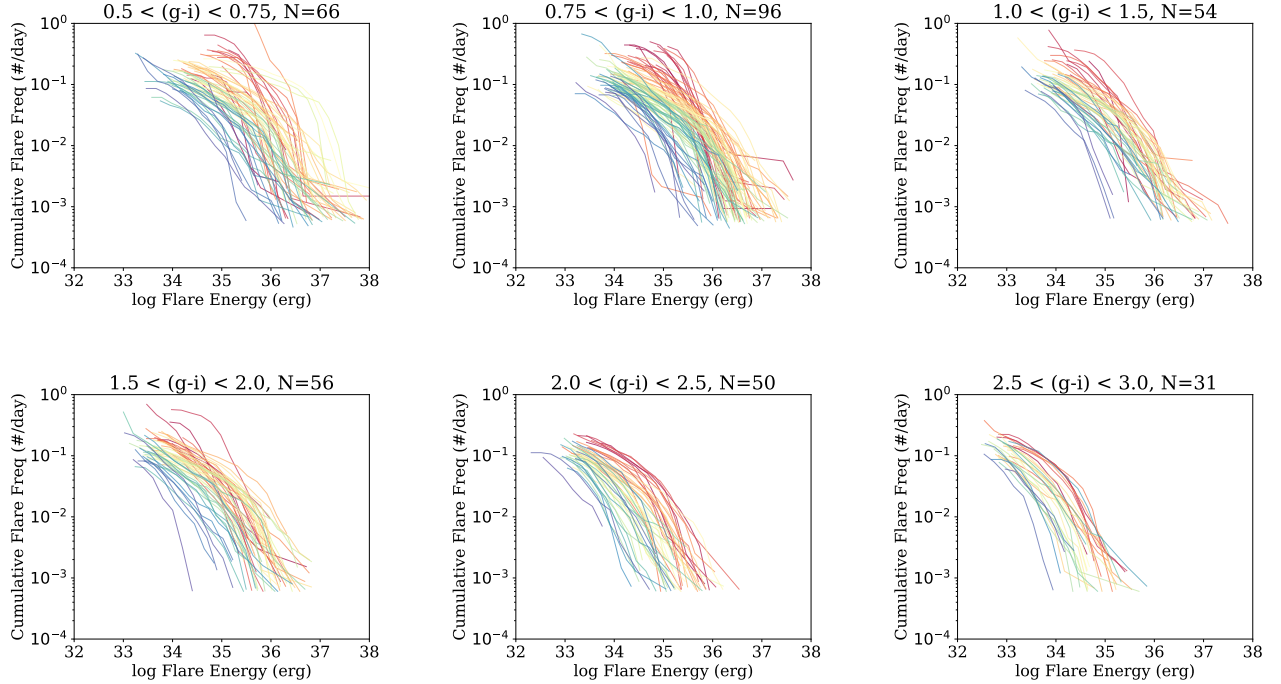 0.5 < (g-i) < 0.75, N=66
0.75 < (g-i) < 1.0, N=96
1.0 < (g-i) < 1.5, N=54
Cumulative Flare Freq (#/day)
10^0
10^-1
10^-2
10^-3
10^-4
32 33 34 35 36 37 38
log Flare Energy (erg)
Cumulative Flare Freq (#/day)
10^0
10^-1
10^-2
10^-3
10^-4
32 33 34 35 36 37 38
log Flare Energy (erg)
Cumulative Flare Freq (#/day)
10^0
10^-1
10^-2
10^-3
10^-4
32 33 34 35 36 37 38
log Flare Energy (erg)
1.5 < (g-i) < 2.0, N=56
2.0 < (g-i) < 2.5, N=50
2.5 < (g-i) < 3.0, N=31
Cumulative Flare Freq (#/day)
10^0
10^-1
10^-2
10^-3
10^-4
32 33 34 35 36 37 38
log Flare Energy (erg)
Cumulative Flare Freq (#/day)
10^0
10^-1
10^-2
10^-3
10^-4
32 33 34 35 36 37 38
log Flare Energy (erg)
Cumulative Flare Freq (#/day)
10^0
10^-1
10^-2
10^-3
10^-4
32 33 34 35 36 37 38
log Flare Energy (erg)